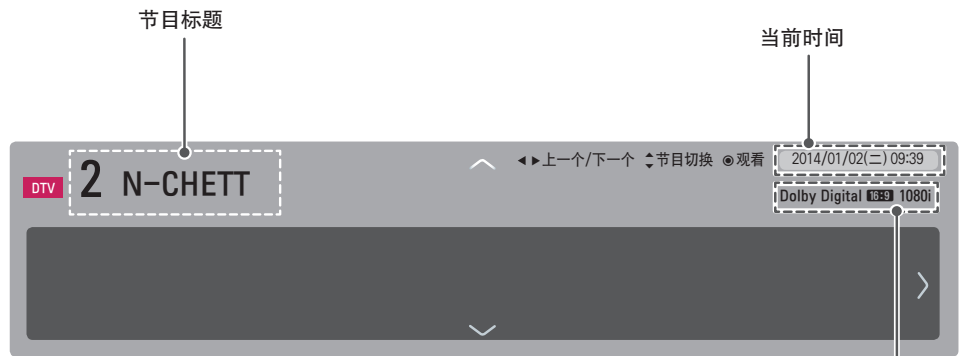 节目标题
当前时间
◀ ▶上一个/下一个 节目切换 ◉观看 2014/01/02(二) 09:39
DTV 2 N-CHETT
Dolby Digital 16:9 1080i